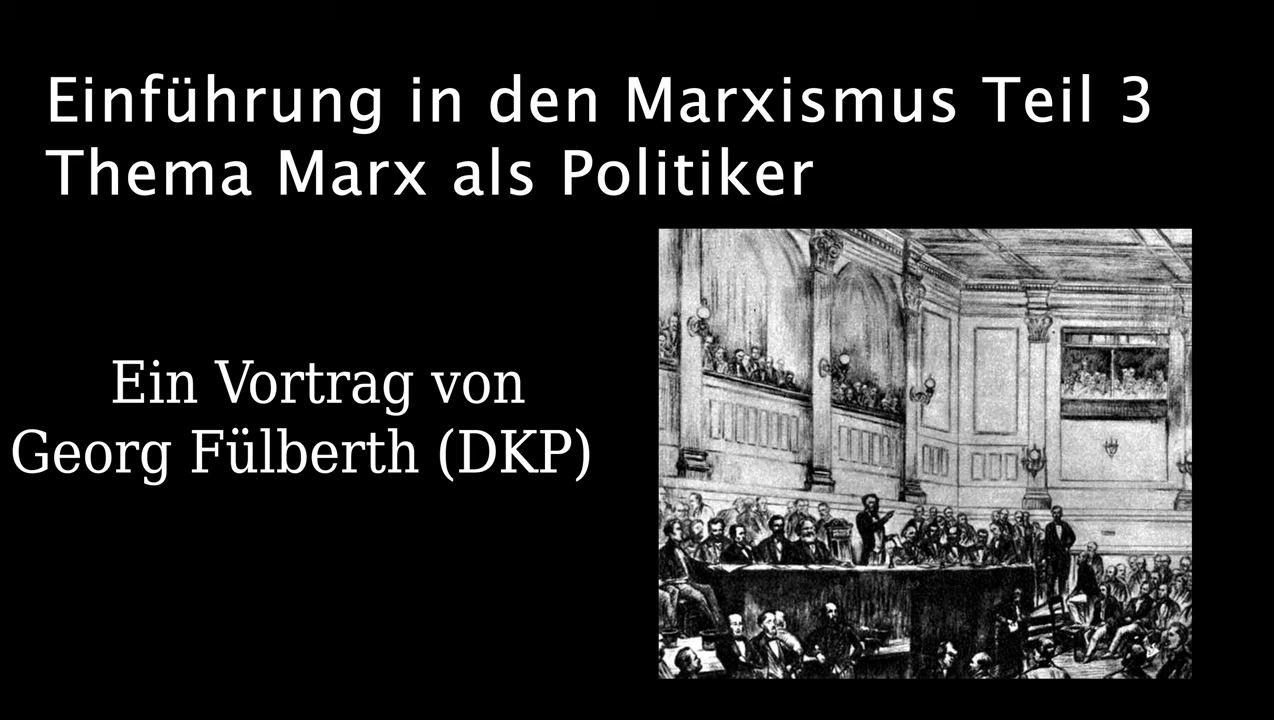 Einführung in den Marxismus Teil 3
Thema Marx als Politiker
Ein Vortrag von
Georg Fülberth (DKP)